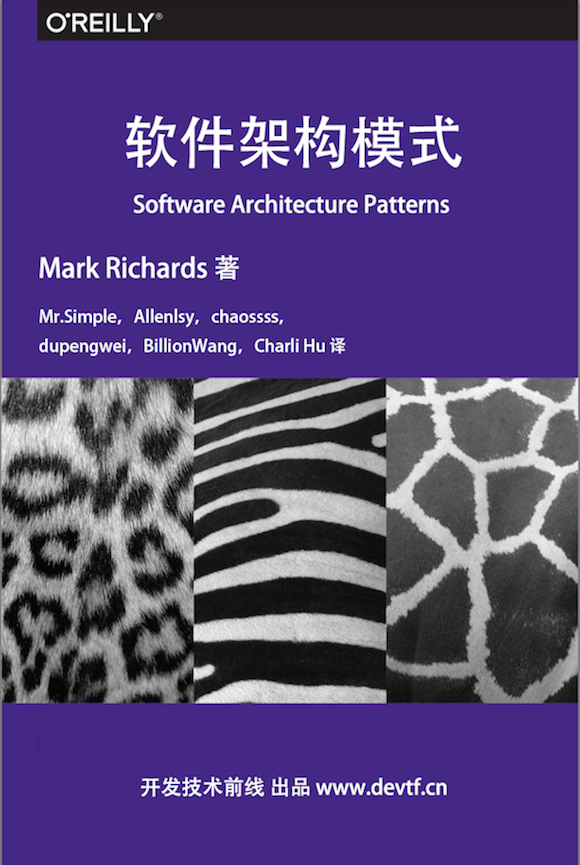 O'REILLY®
软件架构模式
Software Architecture Patterns
Mark Richards 著
Mr.Simple，Allenlsy，chaossss，
dupengwei，BillionWang，Charli Hu 译
开发技术前线 出品 www.devtf.cn